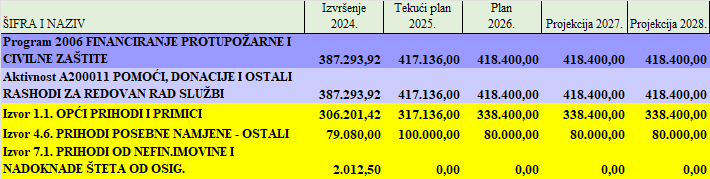 ŠIFRA I NAZIV Izvršenje 2024. Tekući plan 2025. Plan 2026. Projekcija 2027. Projekcija 2028.
Program 2006 FINANCIRANJE PROTUPOŽARNE I
CIVILNE ZAŠTITE 387.293,92 417.136,00 418.400,00 418.400,00 418.400,00
Aktivnost A200011 POMOĆI, DONACIJE I OSTALI
RASHODI ZA REDOVAN RAD SLUŽBI 387.293,92 417.136,00 418.400,00 418.400,00 418.400,00
Izvor 1.1. OPĆI PRIHODI I PRIMICI 306.201,42 317.136,00 338.400,00 338.400,00 338.400,00
Izvor 4.6. PRIHODI POSEBNE NAMJENE - OSTALI 79.080,00 100.000,00 80.000,00 80.000,00 80.000,00
Izvor 7.1. PRIHODI OD NEFIN.IMOVINE I
NADOKNADE ŠTETA OD OSIG. 2.012,50 0,00 0,00 0,00 0,00